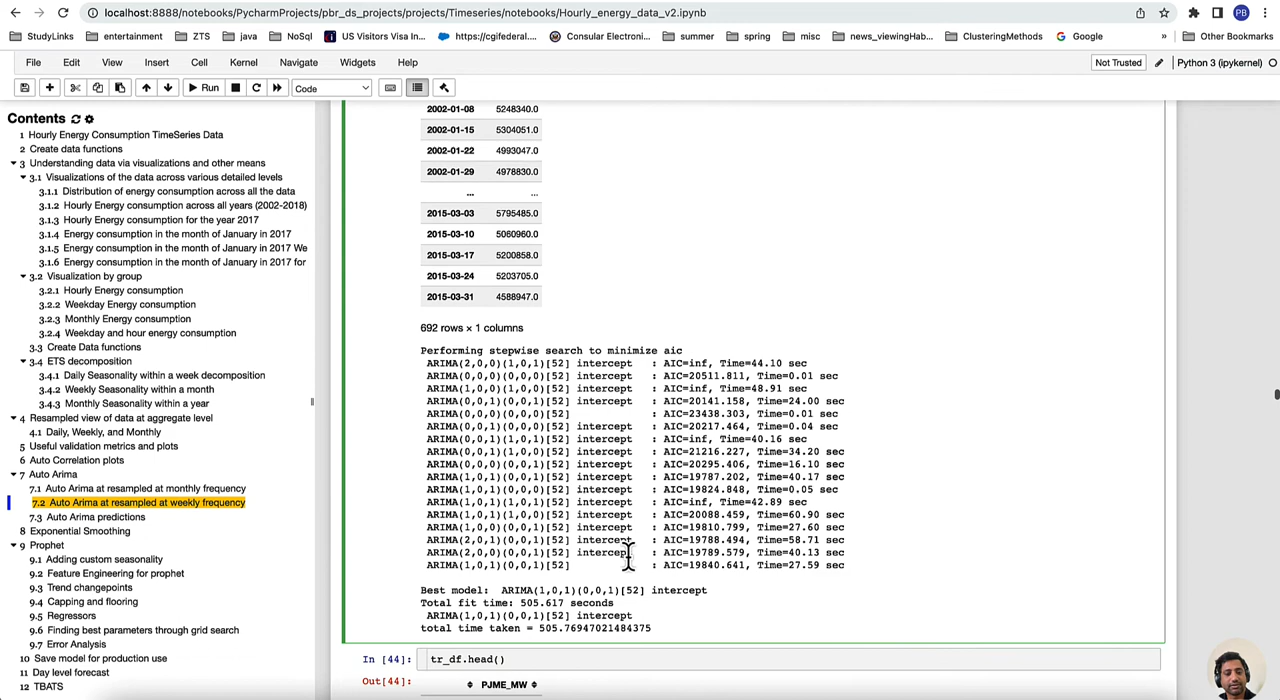 localhost:8888/notebooks/PycharmProjects/pbr_ds_projects/projects/Timeseries/notebooks/Hourly_energy_data_v2.ipynb
PB
StudyLinks entertainment ZTS java NoSql US Visitors Visa In... https://cgifederal.... Consular Electroni... summer spring misc news_viewingHab... ClusteringMethods Google » Other Bookmarks
File Edit View Insert Cell Kernel Navigate Widgets Help Not Trusted Python 3 (ipykernel)
Run Code
Contents
1 Hourly Energy Consumption TimeSeries Data
2 Create data functions
3 Understanding data via visualizations and other means
3.1 Visualizations of the data across various detailed levels
3.1.1 Distribution of energy consumption across all the data
3.1.2 Hourly Energy consumption across all years (2002-2018)
3.1.3 Hourly Energy consumption for the year 2017
3.1.4 Energy consumption in the month of January in 2017
3.1.5 Energy consumption in the month of January in 2017 We
3.1.6 Energy consumption in the month of January in 2017 for
3.2 Visualization by group
3.2.1 Hourly Energy consumption
3.2.2 Weekday Energy consumption
3.2.3 Monthly Energy consumption
3.2.4 Weekday and hour energy consumption
3.3 Create Data functions
3.4 ETS decomposition
3.4.1 Daily Seasonality within a week decomposition
3.4.2 Weekly Seasonality within a month
3.4.3 Monthly Seasonality within a year
4 Resampled view of data at aggregate level
4.1 Daily, Weekly, and Monthly
5 Useful validation metrics and plots
6 Auto Correlation plots
7 Auto Arima
7.1 Auto Arima at resampled at monthly frequency
7.2 Auto Arima at resampled at weekly frequency
7.3 Auto Arima predictions
8 Exponential Smoothing
9 Prophet
9.1 Adding custom seasonality
9.2 Feature Engineering for prophet
9.3 Trend changepoints
9.4 Capping and flooring
9.5 Regressors
9.6 Finding best parameters through grid search
9.7 Error Analysis
10 Save model for production use
11 Day level forecast
12 TBATS
2002-01-08 5248340.0
2002-01-15 5304051.0
2002-01-22 4993047.0
2002-01-29 4978830.0
... ...
2015-03-03 5795485.0
2015-03-10 5060960.0
2015-03-17 5200858.0
2015-03-24 5203705.0
2015-03-31 4588947.0
692 rows × 1 columns
Performing stepwise search to minimize aic
ARIMA(2,0,0)(1,0,1)[52] intercept : AIC=inf, Time=44.10 sec
ARIMA(0,0,0)(0,0,0)[52] intercept : AIC=20511.811, Time=0.01 sec
ARIMA(1,0,0)(1,0,0)[52] intercept : AIC=inf, Time=48.91 sec
ARIMA(0,0,1)(0,0,1)[52] intercept : AIC=20141.158, Time=24.00 sec
ARIMA(0,0,0)(0,0,0)[52] : AIC=23438.303, Time=0.01 sec
ARIMA(0,0,1)(0,0,0)[52] intercept : AIC=20217.464, Time=0.04 sec
ARIMA(0,0,1)(1,0,1)[52] intercept : AIC=inf, Time=40.16 sec
ARIMA(0,0,1)(1,0,0)[52] intercept : AIC=21216.227, Time=34.20 sec
ARIMA(0,0,0)(0,0,1)[52] intercept : AIC=20295.406, Time=16.10 sec
ARIMA(1,0,1)(0,0,1)[52] intercept : AIC=19787.202, Time=40.17 sec
ARIMA(1,0,1)(0,0,0)[52] intercept : AIC=19824.848, Time=0.05 sec
ARIMA(1,0,1)(1,0,1)[52] intercept : AIC=inf, Time=42.89 sec
ARIMA(1,0,1)(1,0,0)[52] intercept : AIC=20088.459, Time=60.90 sec
ARIMA(1,0,0)(0,0,1)[52] intercept : AIC=19810.799, Time=27.60 sec
ARIMA(2,0,1)(0,0,1)[52] intercept : AIC=19788.494, Time=58.71 sec
ARIMA(2,0,0)(0,0,1)[52] intercept : AIC=19789.579, Time=40.13 sec
ARIMA(1,0,1)(0,0,1)[52] : AIC=19840.641, Time=27.59 sec
Best model: ARIMA(1,0,1)(0,0,1)[52] intercept
Total fit time: 505.617 seconds
ARIMA(1,0,1)(0,0,1)[52] intercept
total time taken = 505.76947021484375
In [44]: tr_df.head()
Out[44]: PJME_MW